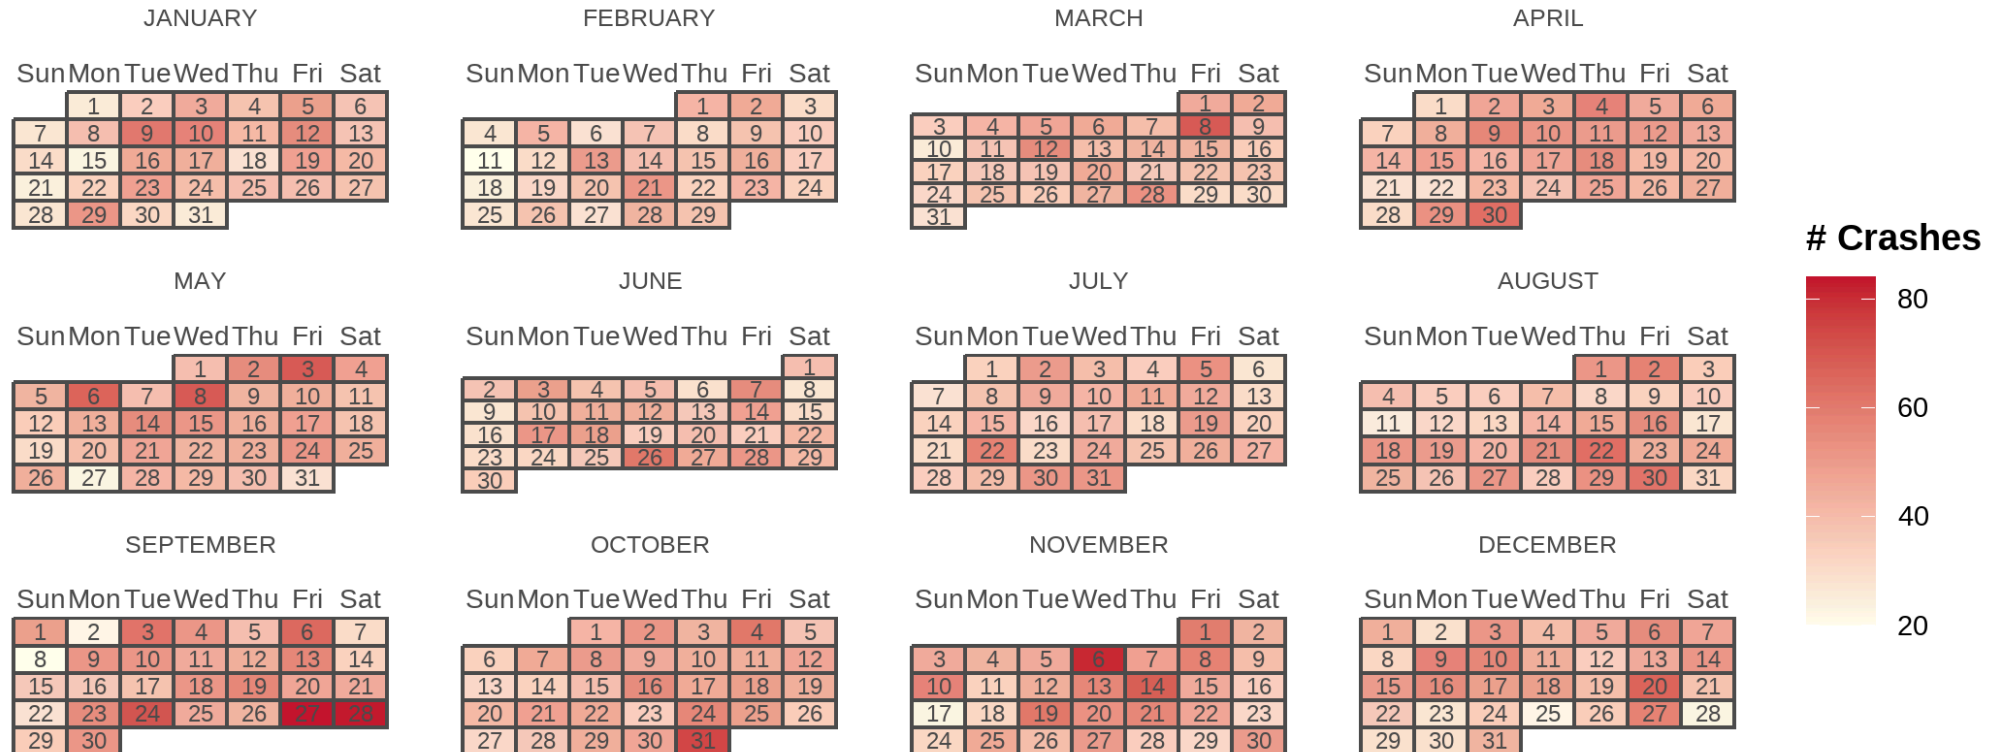 JANUARY FEBRUARY MARCH APRIL
Sun Mon Tue Wed Thu Fri Sat Sun Mon Tue Wed Thu Fri Sat Sun Mon Tue Wed Thu Fri Sat Sun Mon Tue Wed Thu Fri Sat
1 2 3 4 5 6 1 2 3 1 2 1 2 3 4 5 6
7 8 9 10 11 12 13 4 5 6 7 8 9 10 3 4 5 6 7 8 9 7 8 9 10 11 12 13
14 15 16 17 18 19 20 11 12 13 14 15 16 17 10 11 12 13 14 15 16 14 15 16 17 18 19 20
21 22 23 24 25 26 27 18 19 20 21 22 23 24 17 18 19 20 21 22 23 21 22 23 24 25 26 27
28 29 30 31 25 26 27 28 29 24 25 26 27 28 29 30 28 29 30
31
# Crashes
80
60
40
20
MAY JUNE JULY AUGUST
Sun Mon Tue Wed Thu Fri Sat Sun Mon Tue Wed Thu Fri Sat Sun Mon Tue Wed Thu Fri Sat Sun Mon Tue Wed Thu Fri Sat
1 2 3 4 1 1 2 3 4 5 6 1 2 3
5 6 7 8 9 10 11 2 3 4 5 6 7 8 7 8 9 10 11 12 13 4 5 6 7 8 9 10
12 13 14 15 16 17 18 9 10 11 12 13 14 15 14 15 16 17 18 19 20 11 12 13 14 15 16 17
19 20 21 22 23 24 25 16 17 18 19 20 21 22 21 22 23 24 25 26 27 18 19 20 21 22 23 24
26 27 28 29 30 31 23 24 25 26 27 28 29 28 29 30 31 25 26 27 28 29 30 31
30
SEPTEMBER OCTOBER NOVEMBER DECEMBER
Sun Mon Tue Wed Thu Fri Sat Sun Mon Tue Wed Thu Fri Sat Sun Mon Tue Wed Thu Fri Sat Sun Mon Tue Wed Thu Fri Sat
1 2 3 4 5 6 7 1 2 3 4 5 1 2 1 2 3 4 5 6 7
8 9 10 11 12 13 14 6 7 8 9 10 11 12 3 4 5 6 7 8 9 8 9 10 11 12 13 14
15 16 17 18 19 20 21 13 14 15 16 17 18 19 10 11 12 13 14 15 16 15 16 17 18 19 20 21
22 23 24 25 26 27 28 20 21 22 23 24 25 26 17 18 19 20 21 22 23 22 23 24 25 26 27 28
29 30 27 28 29 30 31 24 25 26 27 28 29 30 29 30 31